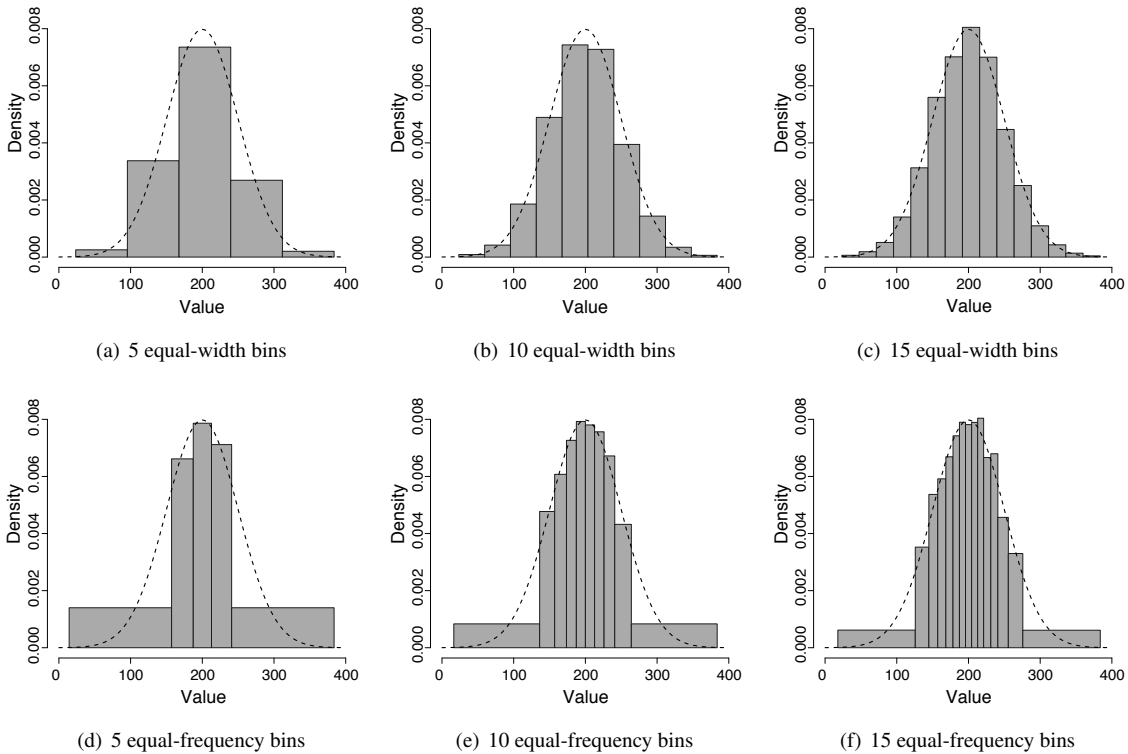 0.000 0.002 0.004 0.006 0.008
Density
0 100 200 300 400
Value
(a) 5 equal-width bins
0.000 0.002 0.004 0.006 0.008
Density
0 100 200 300 400
Value
(b) 10 equal-width bins
0.000 0.002 0.004 0.006 0.008
Density
0 100 200 300 400
Value
(c) 15 equal-width bins
0.000 0.002 0.004 0.006 0.008
Density
0 100 200 300 400
Value
(d) 5 equal-frequency bins
0.000 0.002 0.004 0.006 0.008
Density
0 100 200 300 400
Value
(e) 10 equal-frequency bins
0.000 0.002 0.004 0.006 0.008
Density
0 100 200 300 400
Value
(f) 15 equal-frequency bins